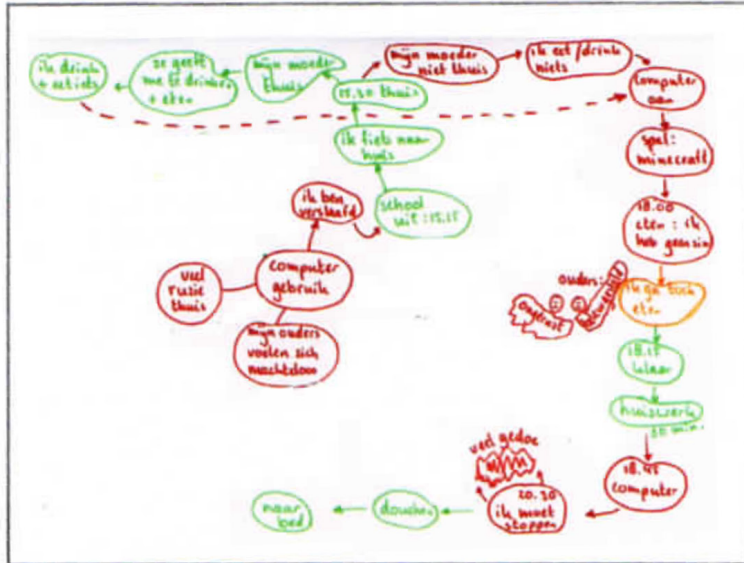 computer
gebruik
veel
ruzie
thuis
mijn ouders
voelen sich
machteloos
ik ben
verslaafd
school
uit: 15.15
ik fiets naar
huis
15.30 thuis
mijn moeder
thuis
ze geeft
me te drinken
+ eten
ik drink
+ eet iets
mijn moeder
niet thuis
ik eet/drink
niets
computer
aan
spel:
minecraft
18.00
eten: ik
heb geen zin
ouders:
ik ga toch
eten
18.15
klaar
huiswerk
30 min.
18.45
computer
20.30
ik moet
stoppen
veel gedoe
douchen
naar
bed